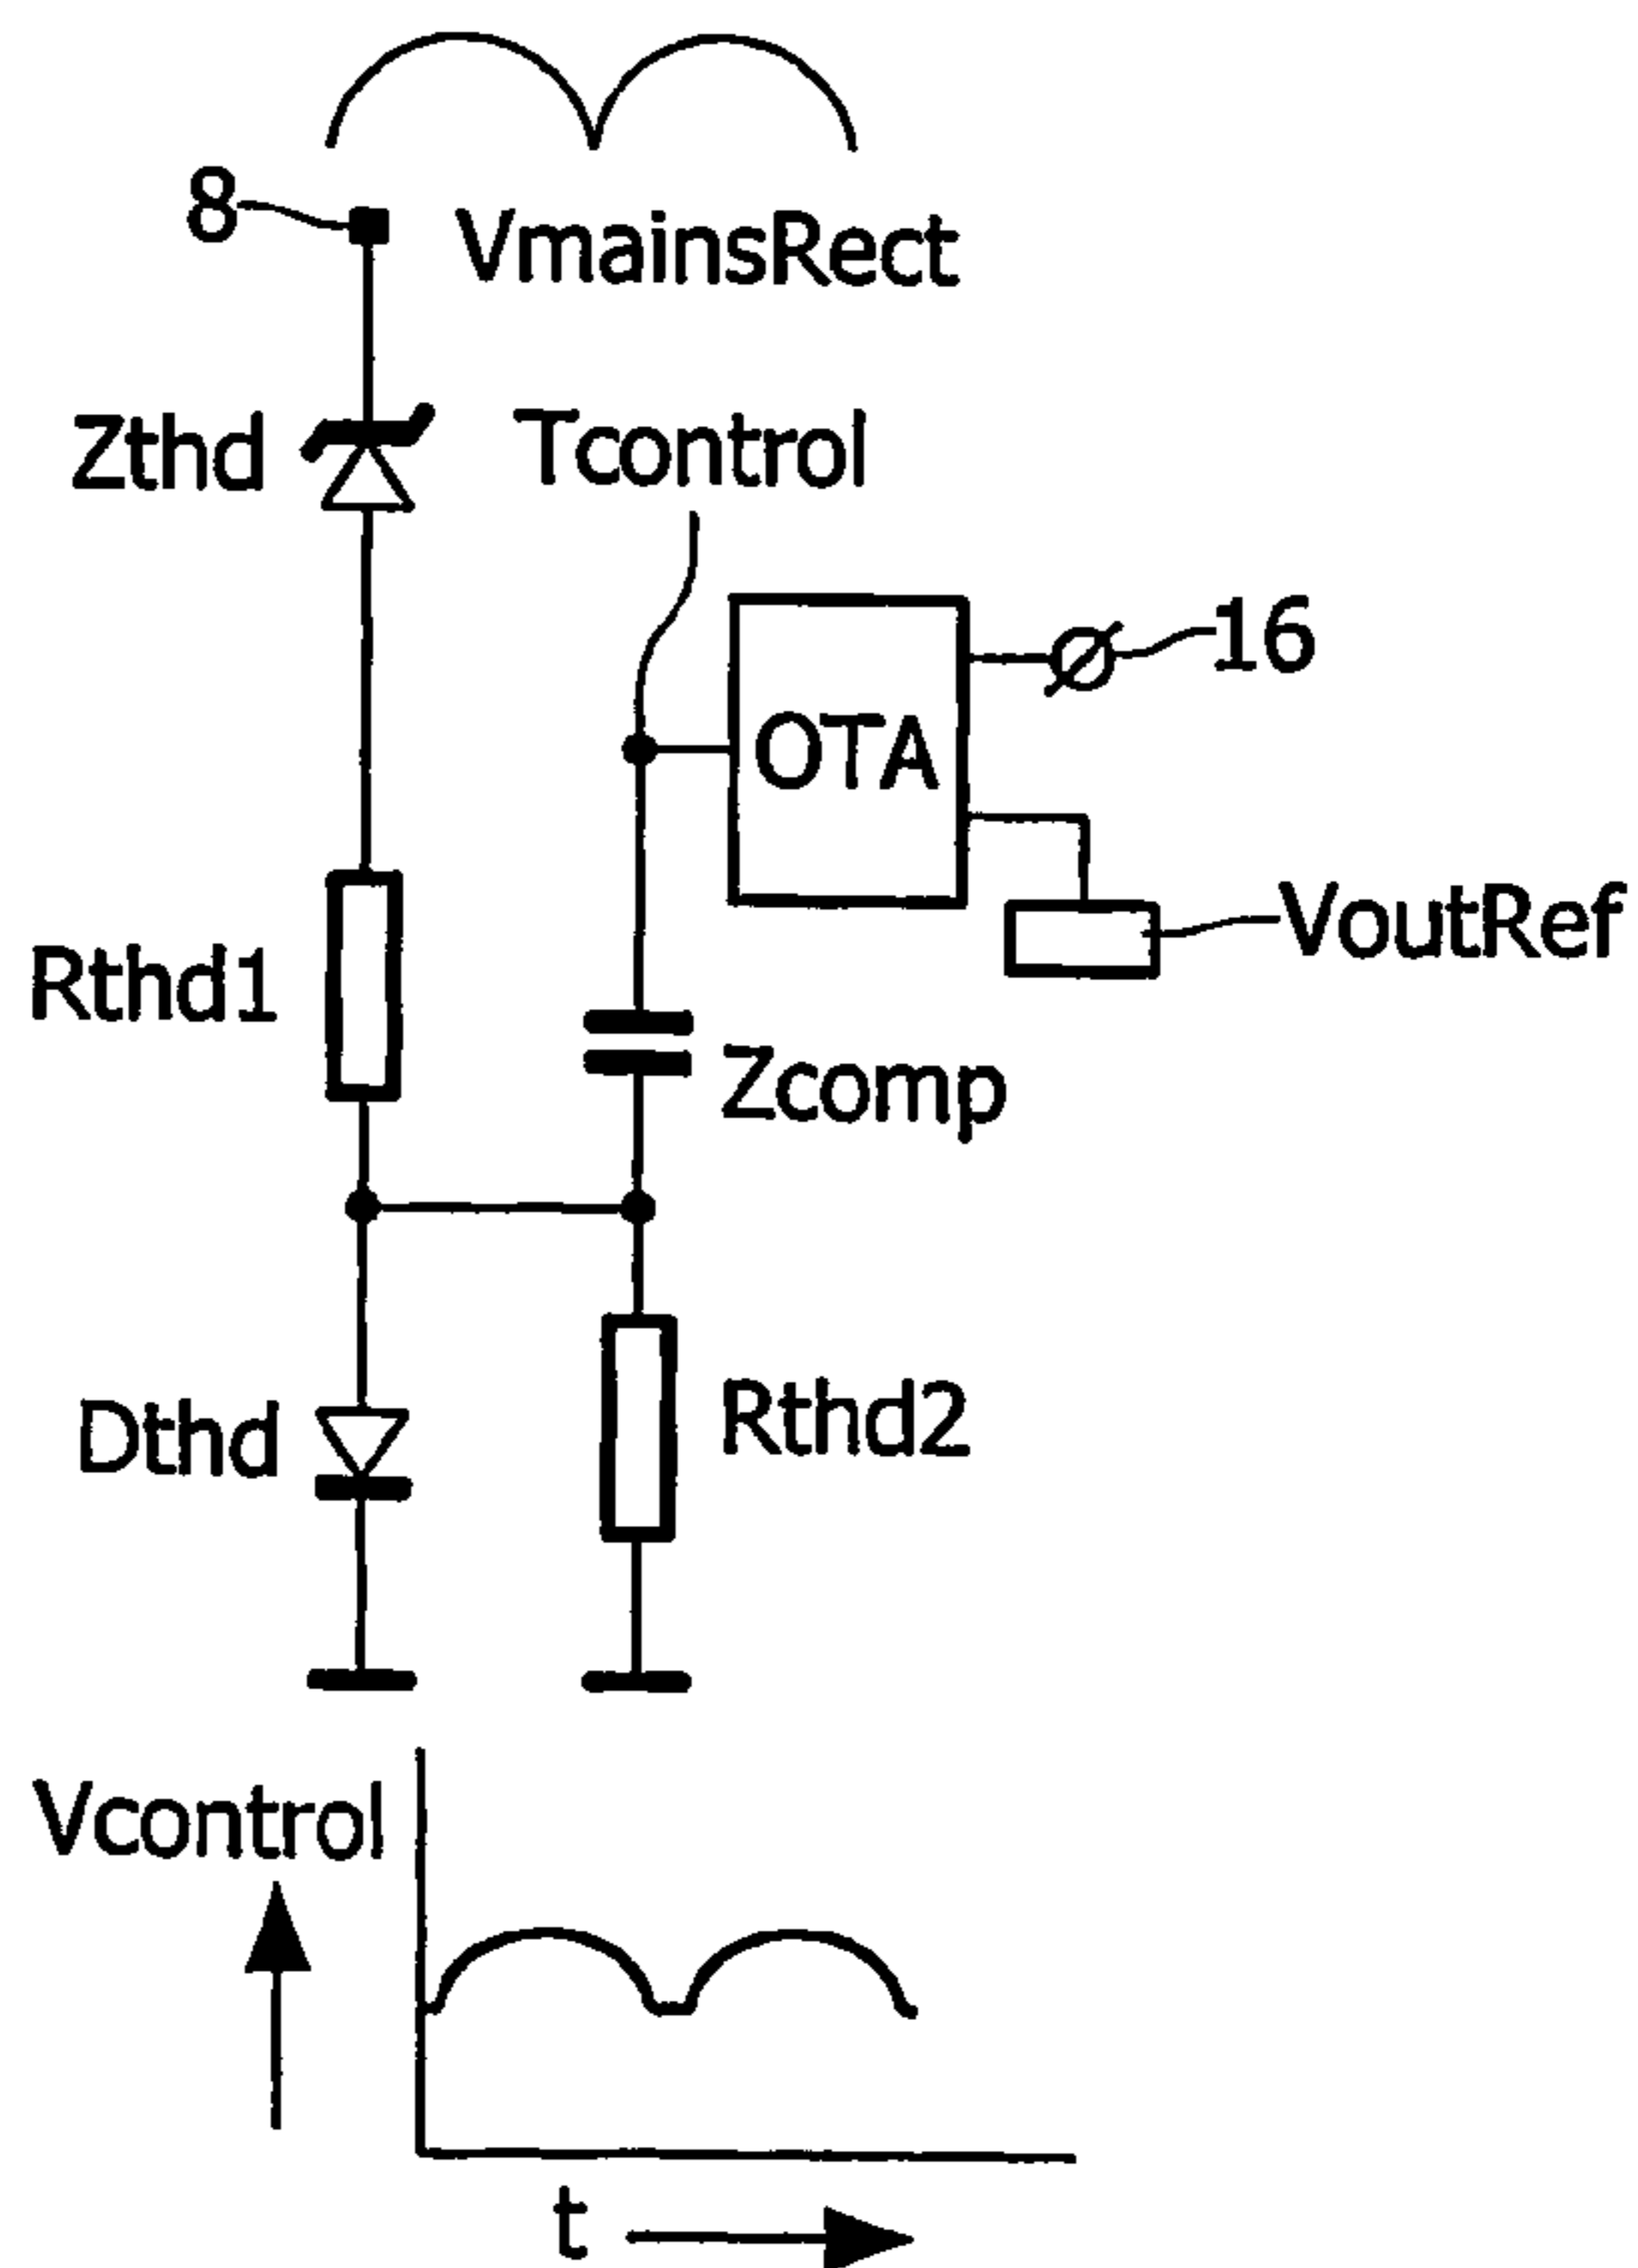 8
VmainsRect
Zthd
Tcontrol
16
OTA
VoutRef
Rthd1
Zcomp
Dthd
Rthd2
Vcontrol
t